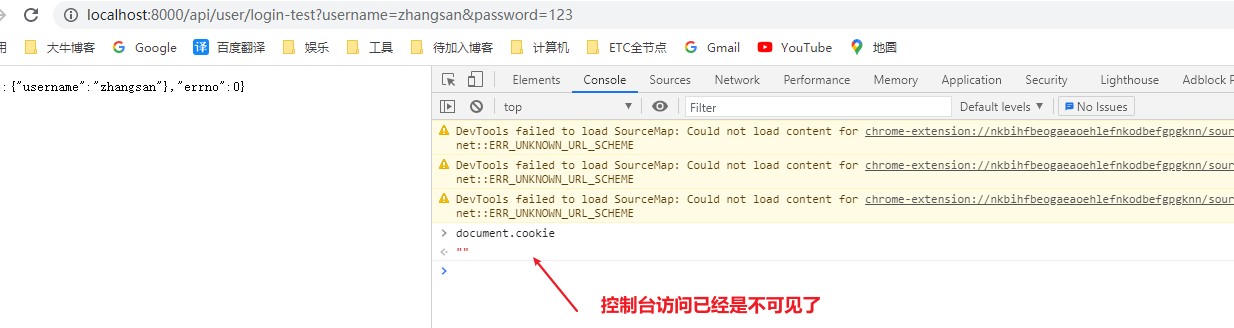 localhost:8000/api/user/login-test?username=zhangsan&password=123
用 大牛博客 Google 译 百度翻译 娱乐 工具 待加入博客 计算机 ETC全节点 Gmail YouTube 地圖
:{"username":"zhangsan"},"errno":0}
Elements Console Sources Network Performance Memory Application Security Lighthouse Adblock P
top Filter Default levels No Issues
DevTools failed to load SourceMap: Could not load content for chrome-extension://nkbihfbeogaeaoehlefnkodbefgpgknn/sour
net::ERR_UNKNOWN_URL_SCHEME
DevTools failed to load SourceMap: Could not load content for chrome-extension://nkbihfbeogaeaoehlefnkodbefgpgknn/sour
net::ERR_UNKNOWN_URL_SCHEME
DevTools failed to load SourceMap: Could not load content for chrome-extension://nkbihfbeogaeaoehlefnkodbefgpgknn/sour
net::ERR_UNKNOWN_URL_SCHEME
document.cookie
""
控制台访问已经是不可见了